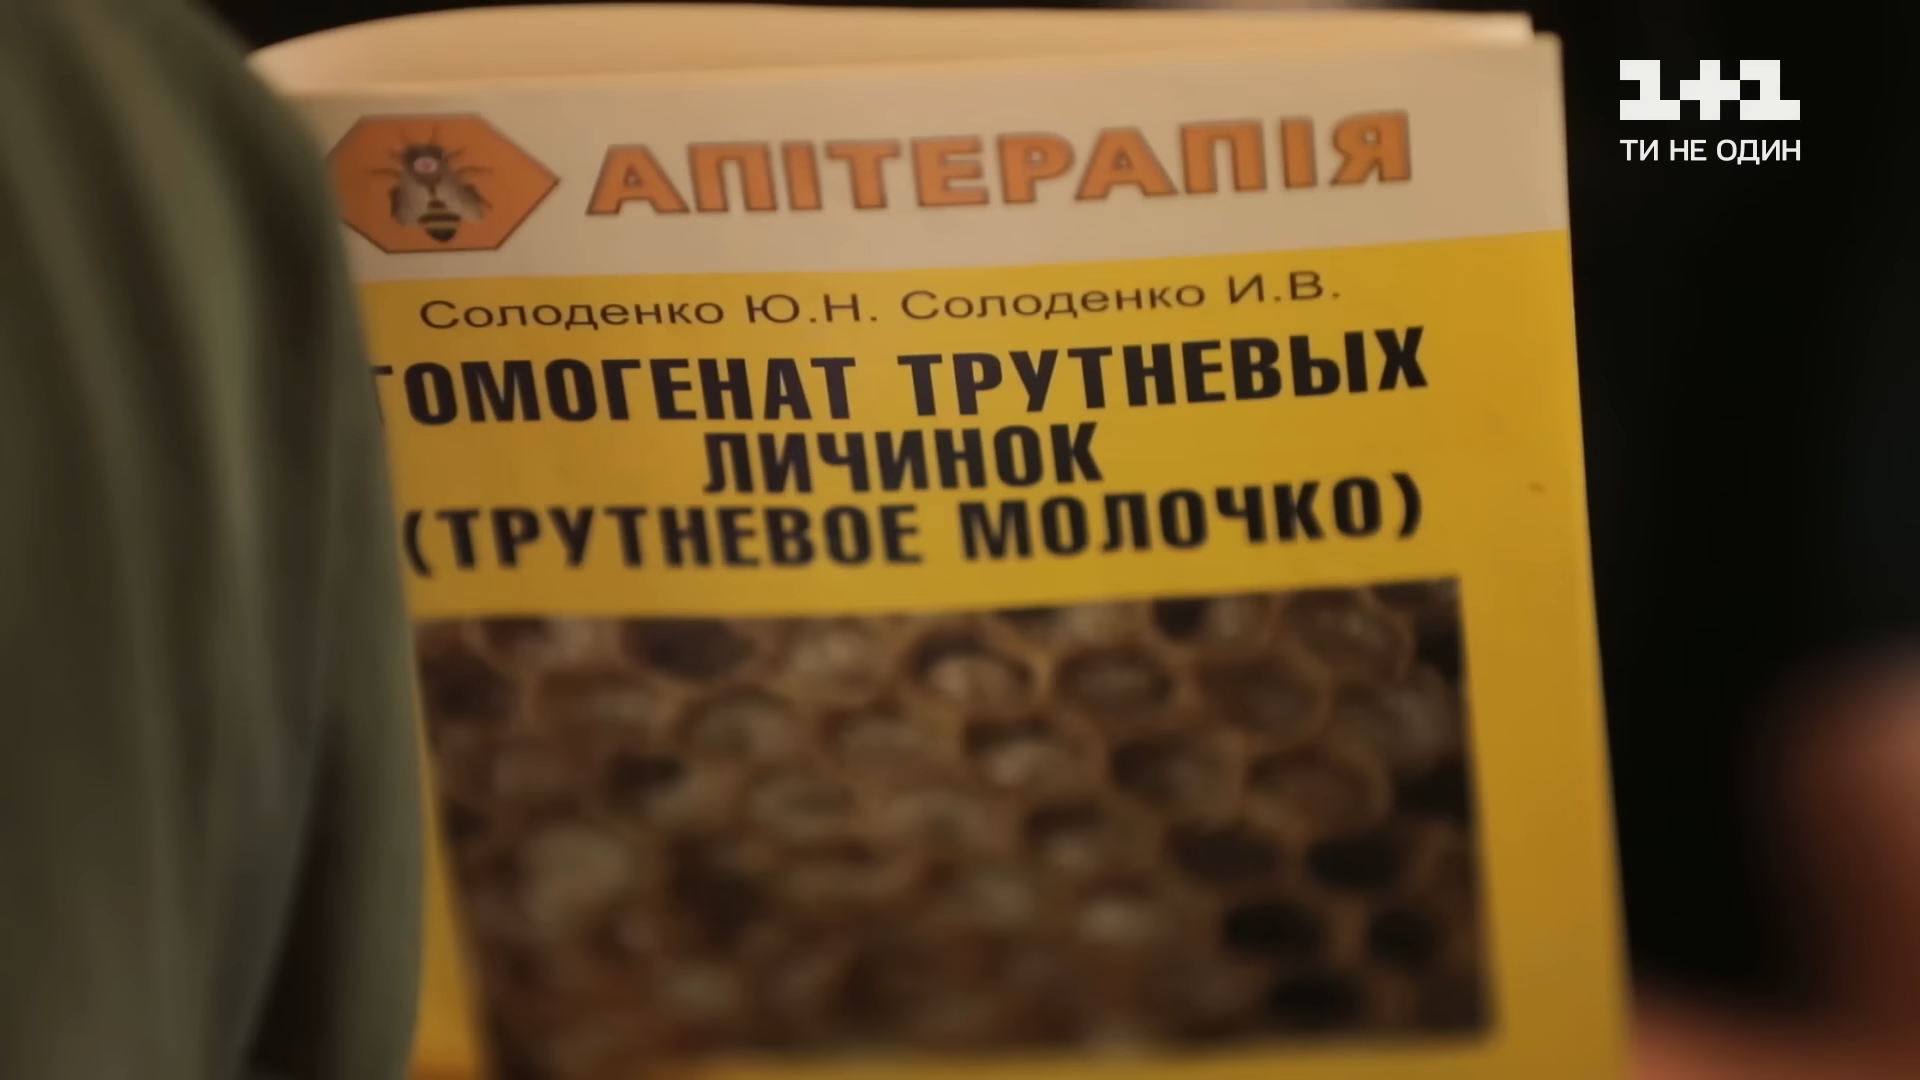 1+1
ТИ НЕ ОДИН
АПІТЕРАПІЯ
Солоденко Ю.Н. Солоденко И.В.
ГОМОГЕНАТ ТРУТНЕВЫХ
ЛИЧИНОК
(ТРУТНЕВОЕ МОЛОЧКО)